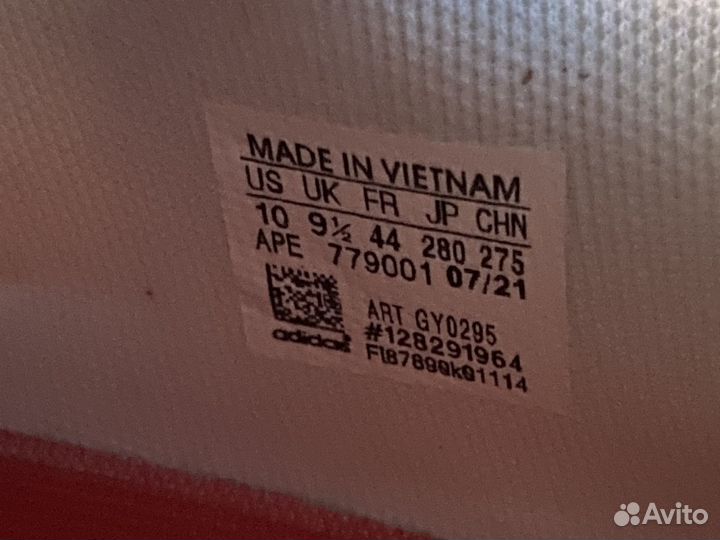 MADE IN VIETNAM
US UK FR JP CHN
10 9½ 44 280 275
APE 779001 07/21
ART GY0295
#128291964
adidas
Avito